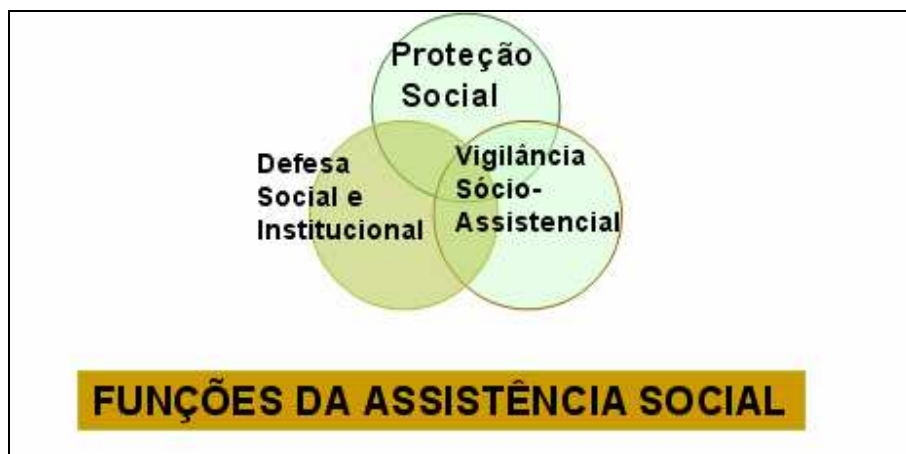 Proteção
Social
Defesa
Social e
Institucional
Vigilância
Sócio-
Assistencial
FUNÇÕES DA ASSISTÊNCIA SOCIAL